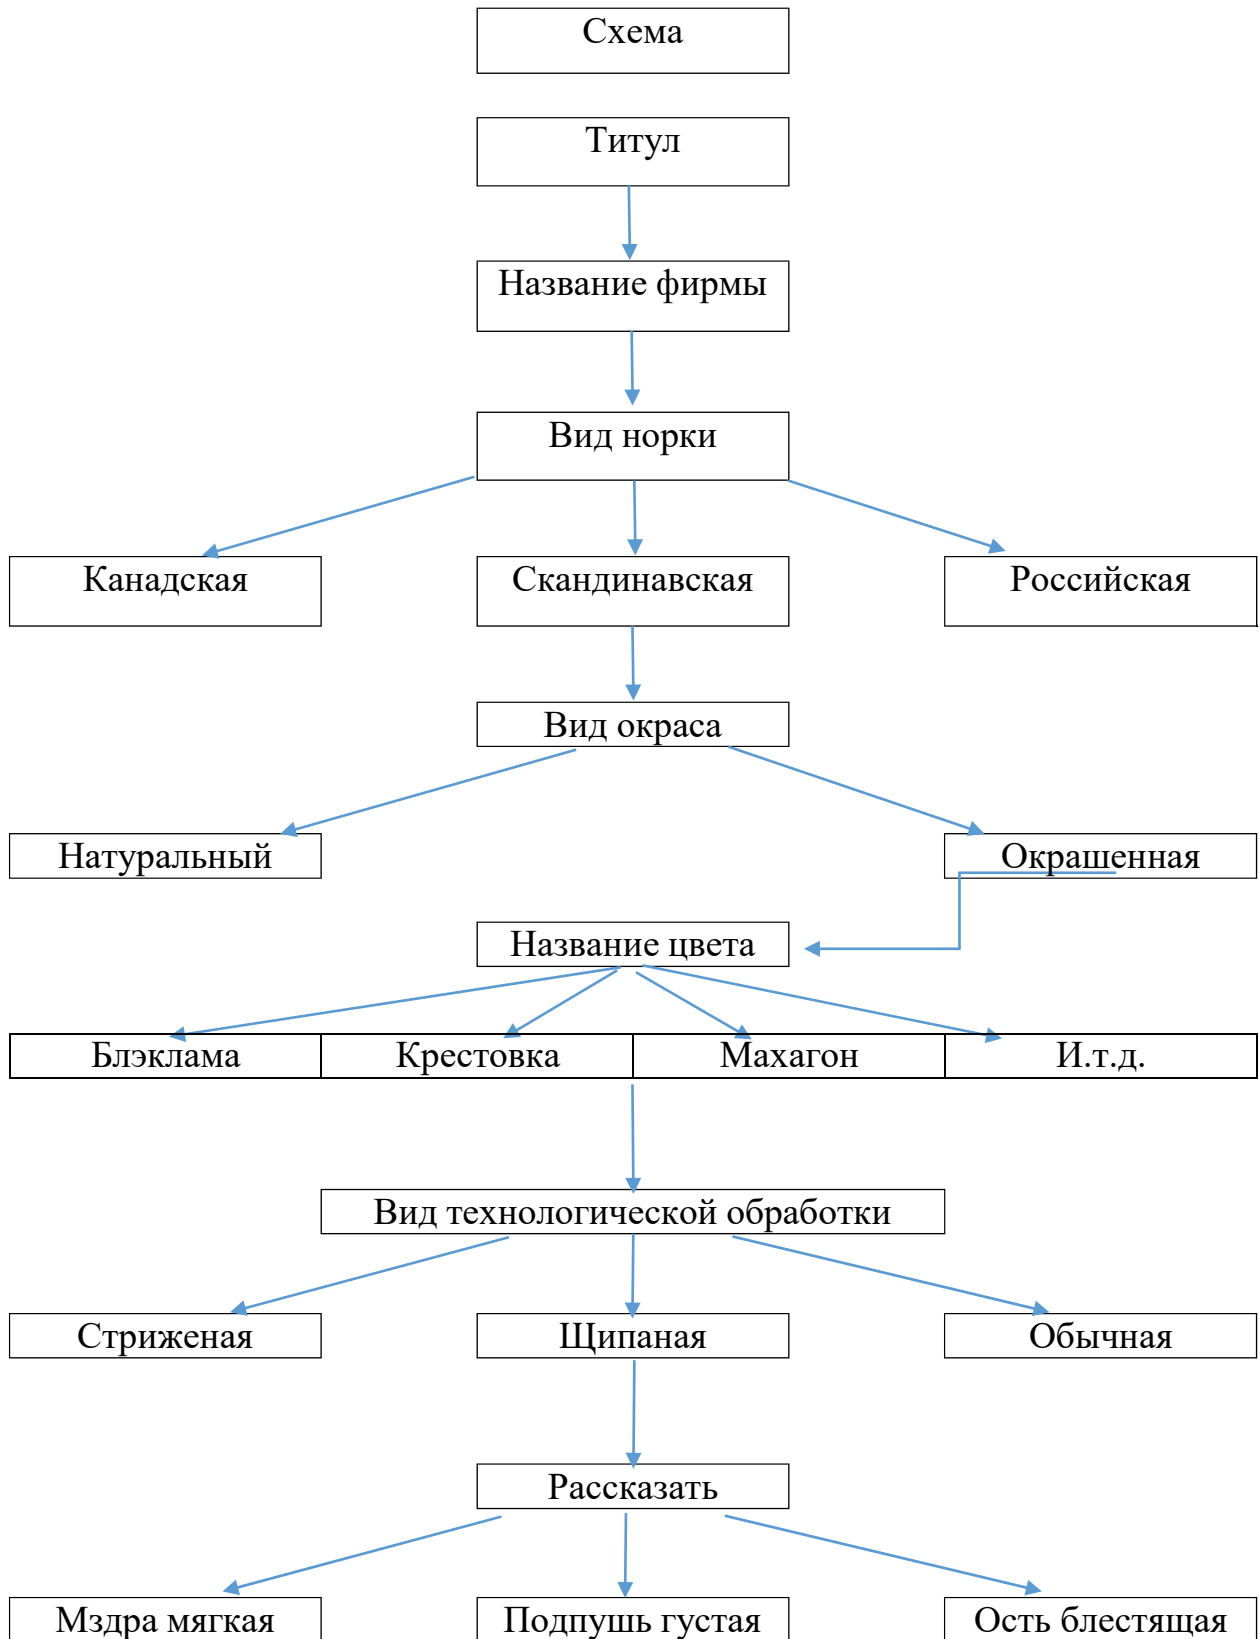 Схема
Титул
Название фирмы
Вид норки
Канадская
Скандинавская
Российская
Вид окраса
Натуральный
Окрашенная
Название цвета
Блэклама
Крестовка
Махагон
И.т.д.
Вид технологической обработки
Стриженая
Щипаная
Обычная
Рассказать
Мздра мягкая
Подпушь густая
Ость блестящая